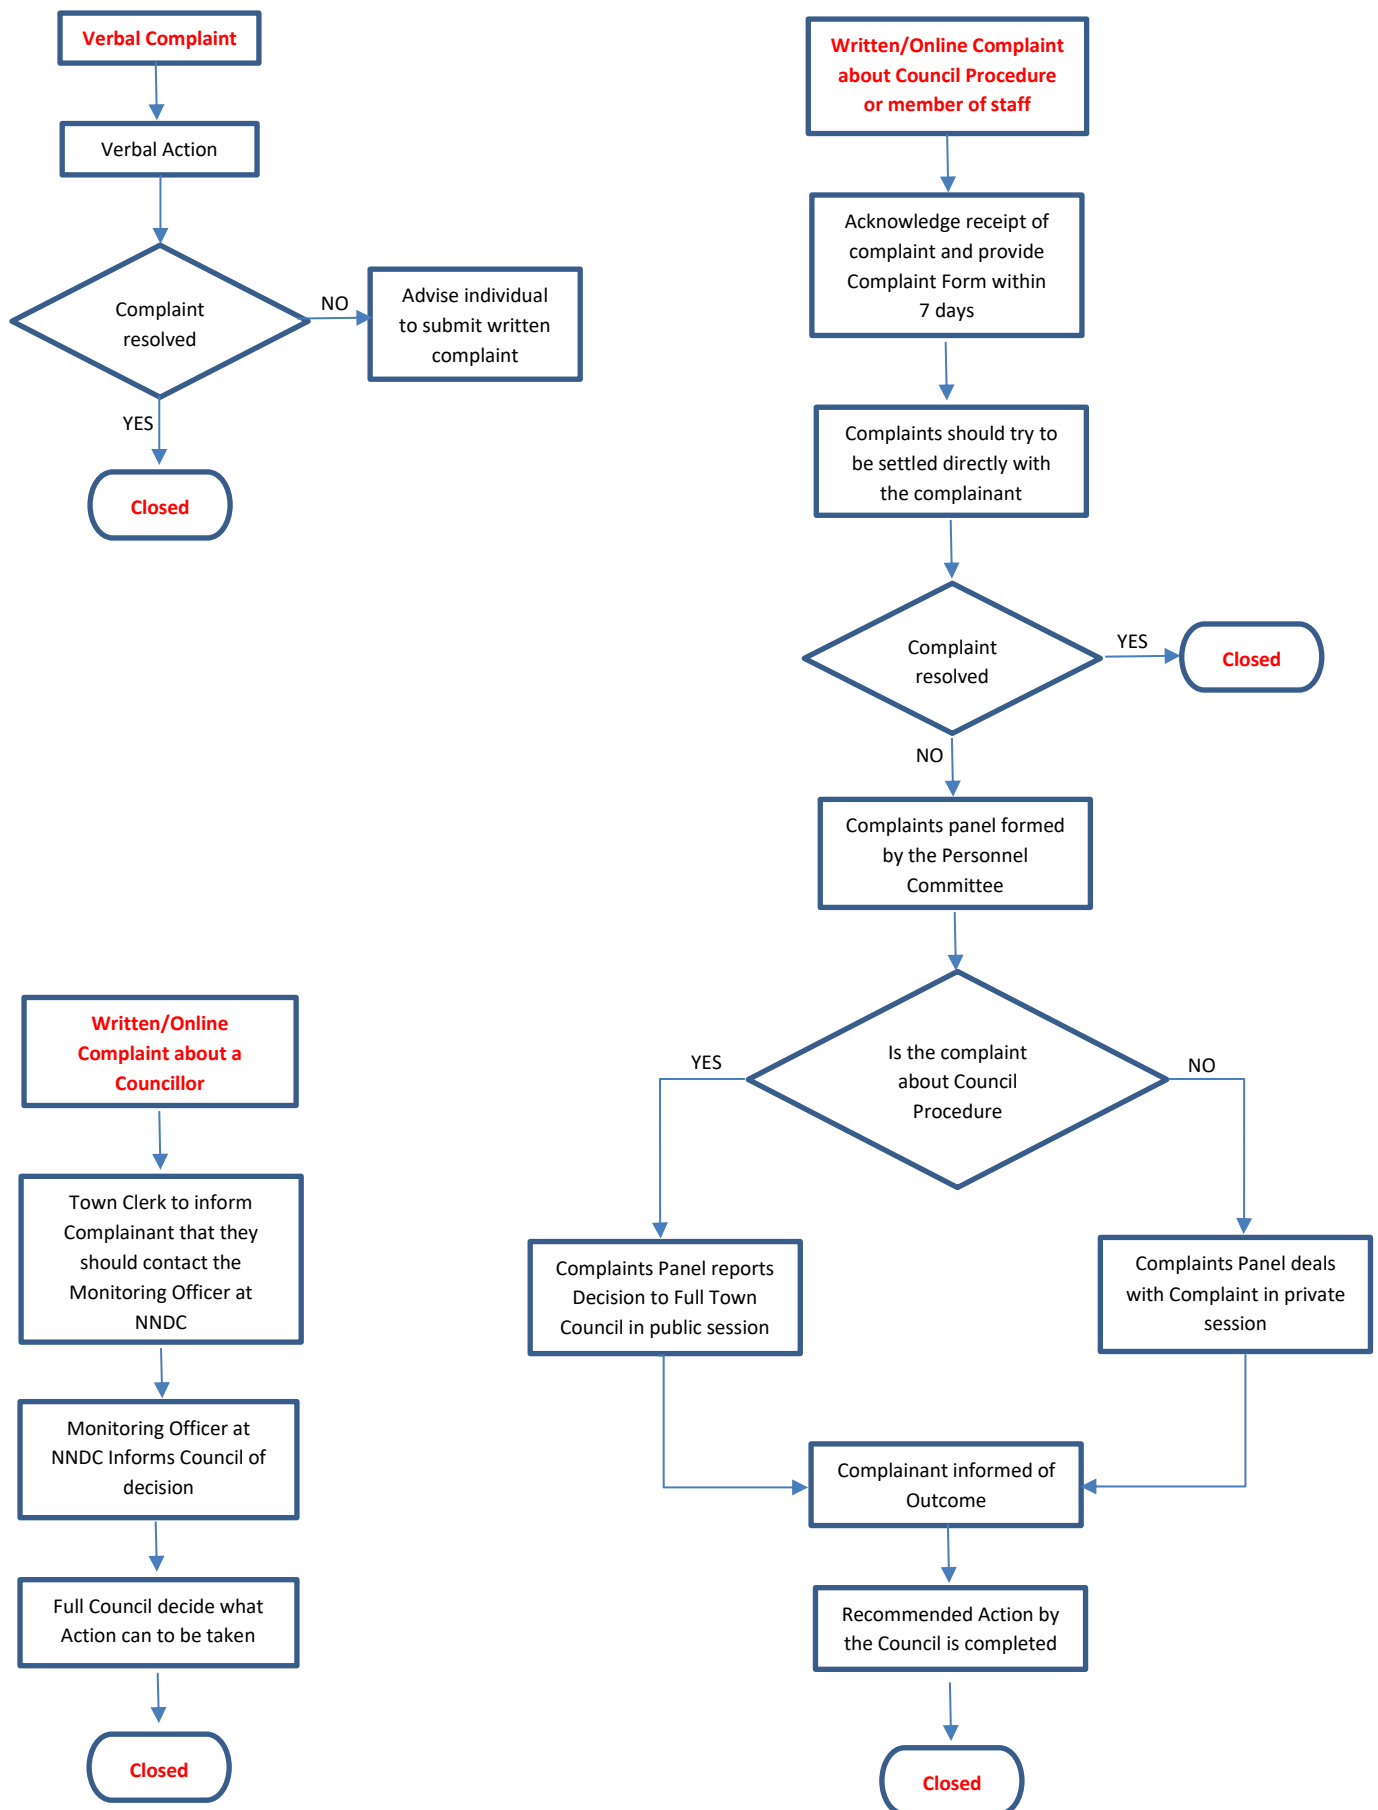 Verbal Complaint
Verbal Action
Complaint
resolved
NO
Advise individual
to submit written
complaint
YES
Closed
Written/Online Complaint
about Council Procedure
or member of staff
Acknowledge receipt of
complaint and provide
Complaint Form within
7 days
Complaints should try to
be settled directly with
the complainant
Complaint
resolved
YES
Closed
NO
Complaints panel formed
by the Personnel
Committee
Is the complaint
about Council
Procedure
YES
NO
Complaints Panel reports
Decision to Full Town
Council in public session
Complaints Panel deals
with Complaint in private
session
Complainant informed of
Outcome
Recommended Action by
the Council is completed
Closed
Written/Online
Complaint about a
Councillor
Town Clerk to inform
Complainant that they
should contact the
Monitoring Officer at
NNDC
Monitoring Officer at
NNDC Informs Council of
decision
Full Council decide what
Action can to be taken
Closed